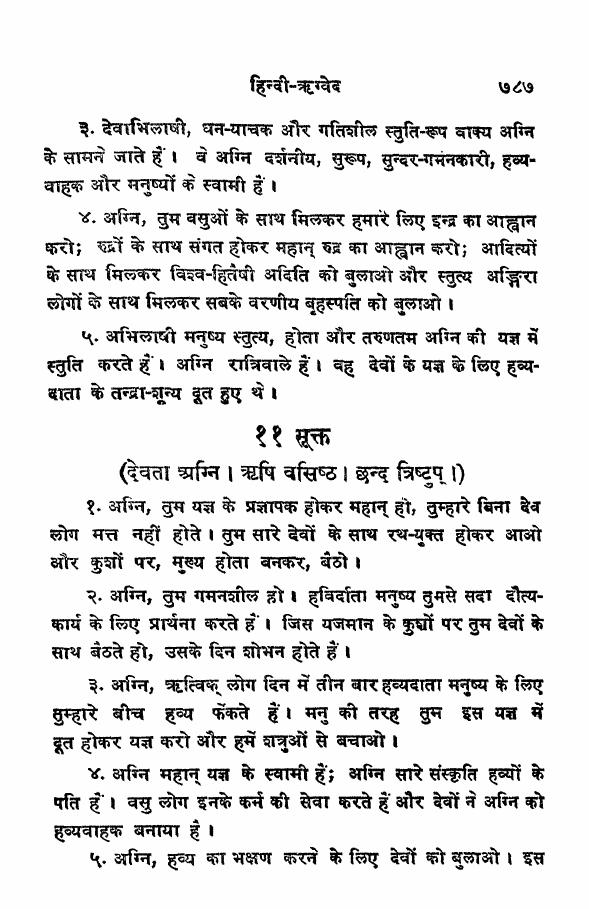 हिन्दी-ऋग्वेद ७८७
३. देवाभिलाषी, धन-याचक और गतिशील स्तुति-रूप वाक्य अग्नि
के सामने जाते हैं। वे अग्नि दर्शनीय, सुरूप, सुन्दर-गमनकारी, हव्य-
वाहक और मनुष्यों के स्वामी हैं।
४. अग्नि, तुम वसुओं के साथ मिलकर हमारे लिए इन्द्र का आह्वान
करो; रुद्रों के साथ संगत होकर महान् रुद्र का आह्वान करो; आदित्यों
के साथ मिलकर विश्व-हितैषी अदिति को बुलाओ और स्तुत्य अङ्गिरा
लोगों के साथ मिलकर सबके वरणीय बृहस्पति को बुलाओ।
५. अभिलाषी मनुष्य स्तुत्य, होता और तरुणतम अग्नि की यज्ञ में
स्तुति करते हैं। अग्नि रात्रिवाले हैं। वह देवों के यज्ञ के लिए हव्य-
दाता के तन्द्रा-शून्य दूत हुए थे।
११ सूक्त
(देवता अग्नि। ऋषि वसिष्ठ। छन्द त्रिष्टुप्।)
१. अग्नि, तुम यज्ञ के प्रज्ञापक होकर महान् हो, तुम्हारे बिना देव
लोग मत्त नहीं होते। तुम सारे देवों के साथ रथ-युक्त होकर आओ
और कुशों पर, मुख्य होता बनकर, बैठो।
२. अग्नि, तुम गमनशील हो। हविर्दाता मनुष्य तुमसे सदा दौत्य-
कार्य के लिए प्रार्थना करते हैं। जिस यजमान के कुशों पर तुम देवों के
साथ बैठते हो, उसके दिन शोभन होते हैं।
३. अग्नि, ऋत्विक् लोग दिन में तीन बार हव्यदाता मनुष्य के लिए
तुम्हारे बीच हव्य फेंकते हैं। मनु की तरह तुम इस यज्ञ में
दूत होकर यज्ञ करो और हमें शत्रुओं से बचाओ।
४. अग्नि महान् यज्ञ के स्वामी हैं; अग्नि सारे संस्कृति हव्यों के
पति हैं। वसु लोग इनके कर्म की सेवा करते हैं और देवों ने अग्नि को
हव्यवाहक बनाया है।
५. अग्नि, हव्य का भक्षण करने के लिए देवों को बुलाओ। इस